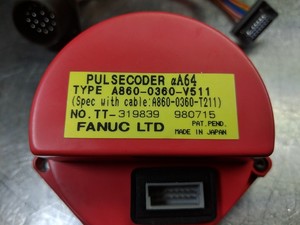 PULSECODER αA64
TYPE A860-0360-V511
(Spec with cable:A860-0360-T211)
NO.TT-319839 980715
PAT.PEND.
FANUC LTD MADE IN JAPAN